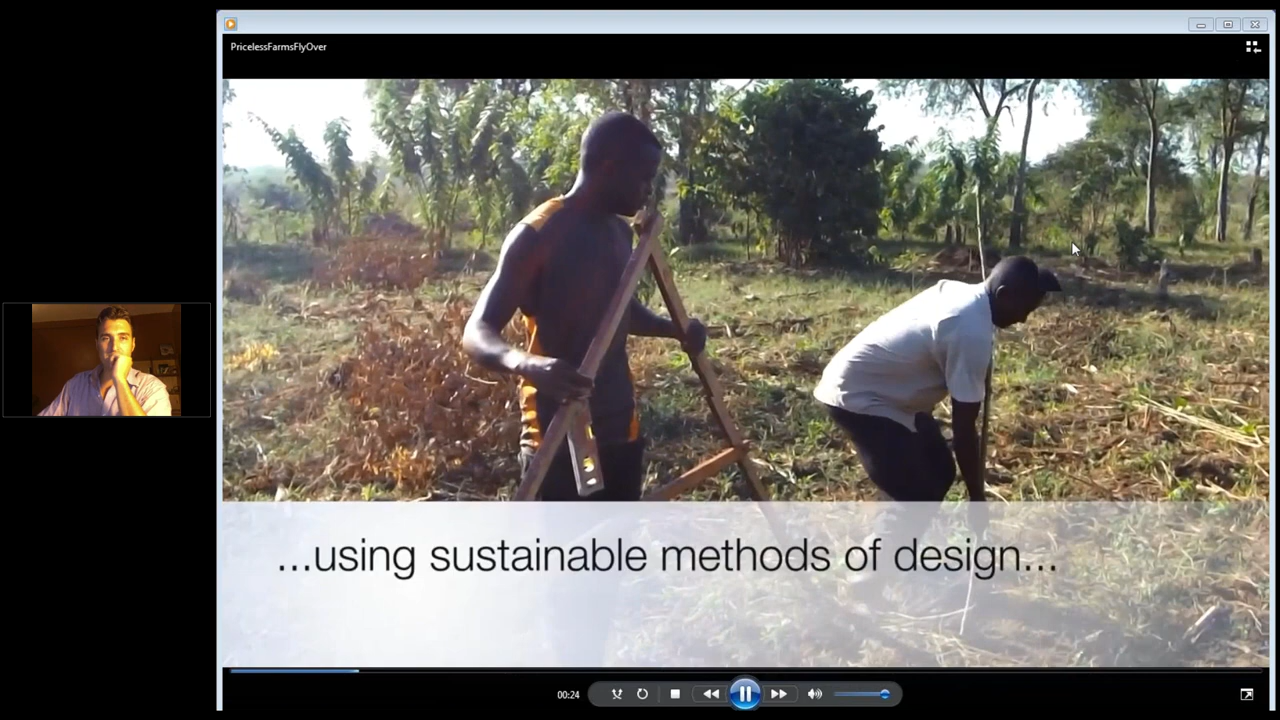 PricelessFarmsFlyOver
...using sustainable methods of design...
00:24